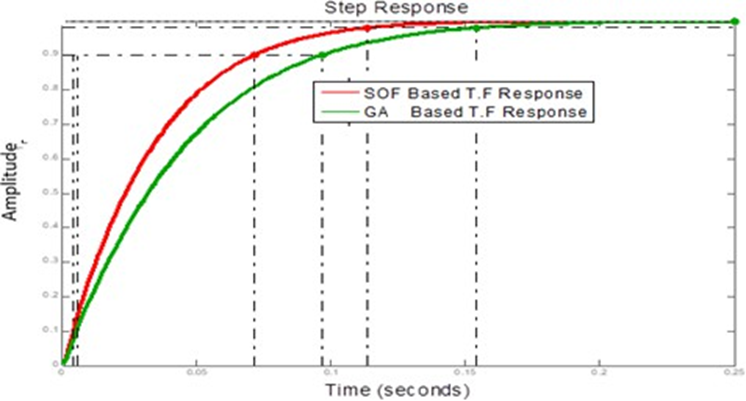 Step Response
0.9
0.8
0.7
0.6
0.5
0.4
0.3
0.2
0.1
0
Amplitude
SOF Based T.F Response
GA Based T.F Response
0 0.05 0.1 0.15 0.2 0.25
Time (seconds)